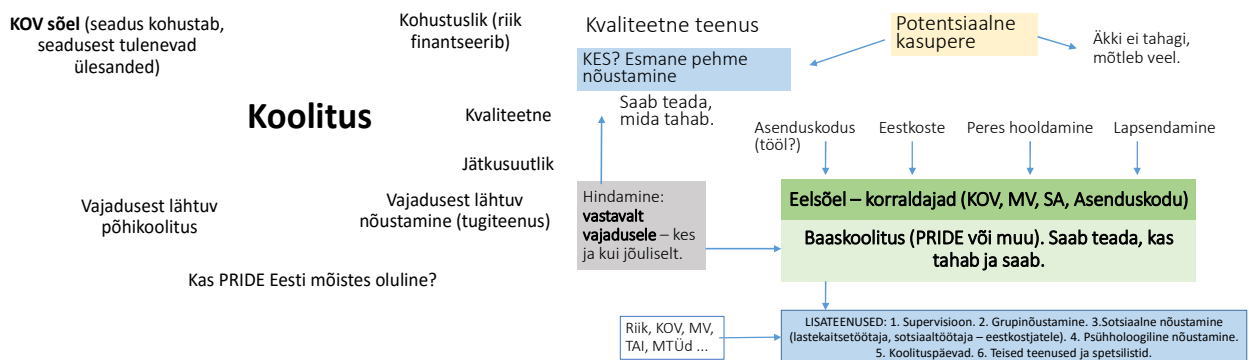 KOV sõel (seadus kohustab,
seadusest tulenevad
ülesanded)
Kohustuslik (riik
finantseerib)
Koolitus
Kvaliteetne
Jätkusuutlik
Vajadusest lähtuv
põhikoolitus
Vajadusest lähtuv
nõustamine (tugiteenus)
Kas PRIDE Eesti mõistes oluline?
Kvaliteetne teenus
KES? Esmane pehme
nõustamine
Saab teada,
mida tahab.
Potentsiaalne
kasupere
Äkki ei tahagi,
mõtleb veel.
Hindamine:
vastavalt
vajadusele – kes
ja kui jõuliselt.
Asenduskodus
(tööl?)
Eestkoste
Peres hooldamine
Lapsendamine
Eelsõel – korraldajad (KOV, MV, SA, Asenduskodu)
Baaskoolitus (PRIDE või muu). Saab teada, kas
tahab ja saab.
Riik, KOV, MV,
TAI, MTÜd ...
LISATEENUSED: 1. Supervisioon. 2. Grupinõustamine. 3.Sotsiaalne nõustamine
(lastekaitsetöötaja, sotsiaaltöötaja – eestkostjatele). 4. Psühholoogiline nõustamine.
5. Koolituspäevad. 6. Teised teenused ja spetsilistid.